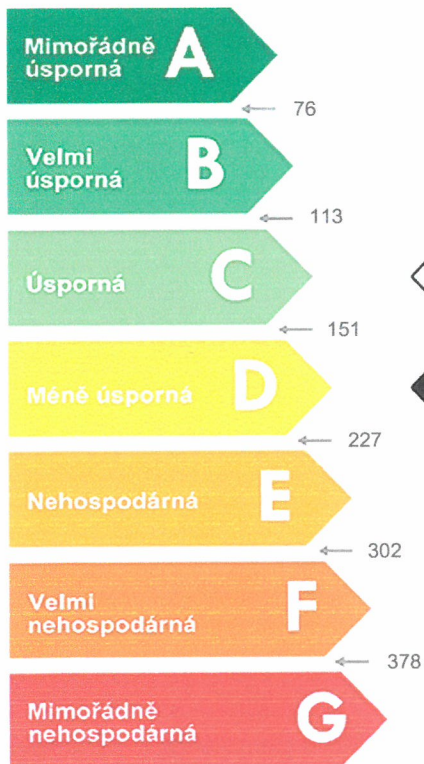 Mimořádně
úsporná
A
76
Velmi
úsporná
B
113
Úsporná
C
151
Méně úsporná
D
227
Nehospodárná
E
302
Velmi
nehospodárná
F
378
Mimořádně
nehospodárná
G